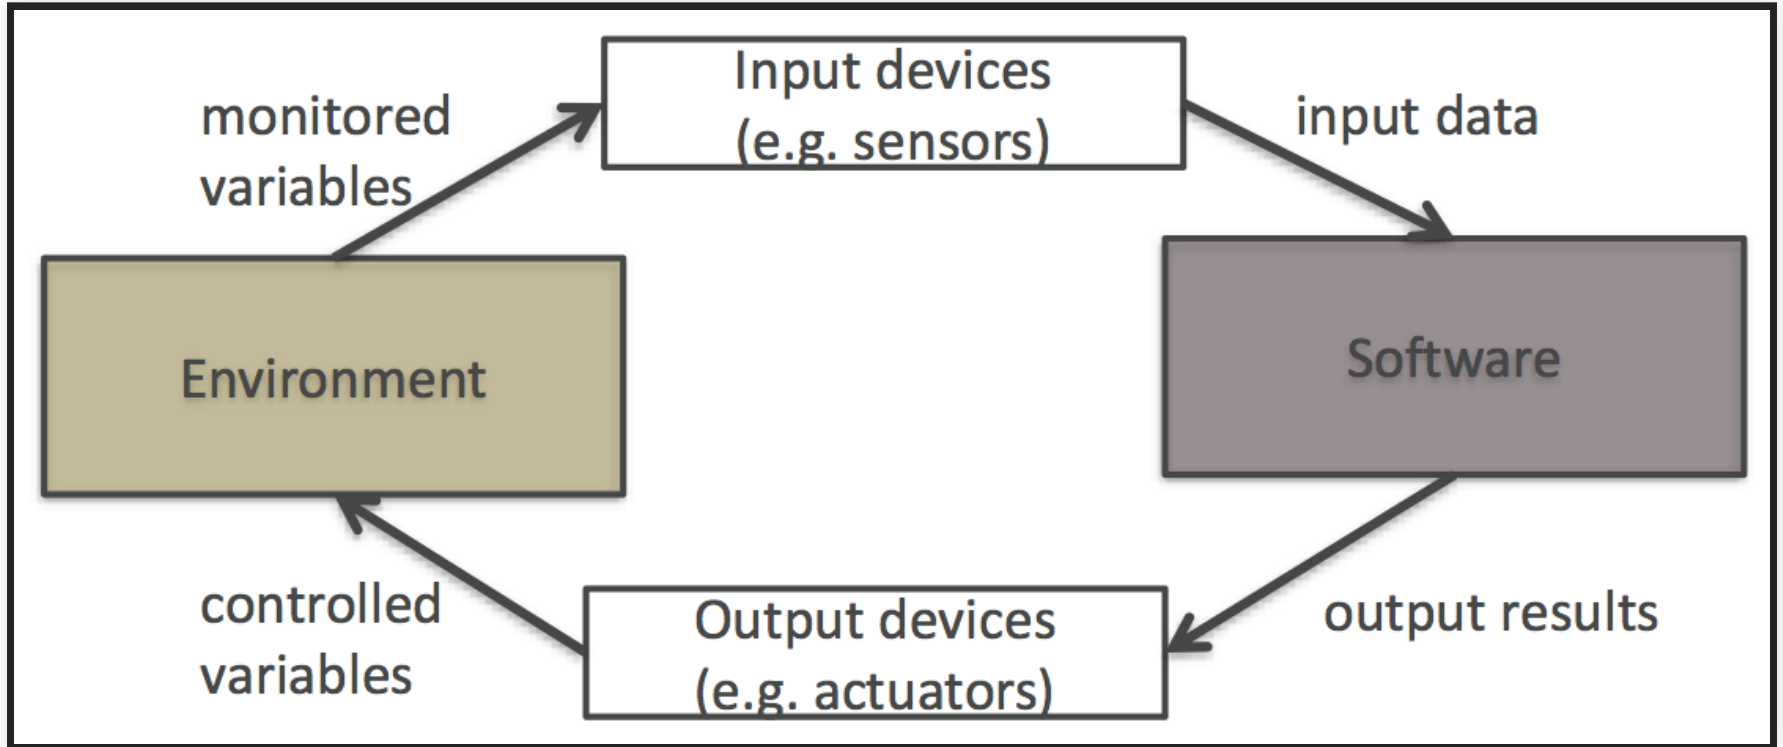 Input devices
(e.g. sensors)
monitored
variables
input data
Environment
Software
controlled
variables
Output devices
(e.g. actuators)
output results